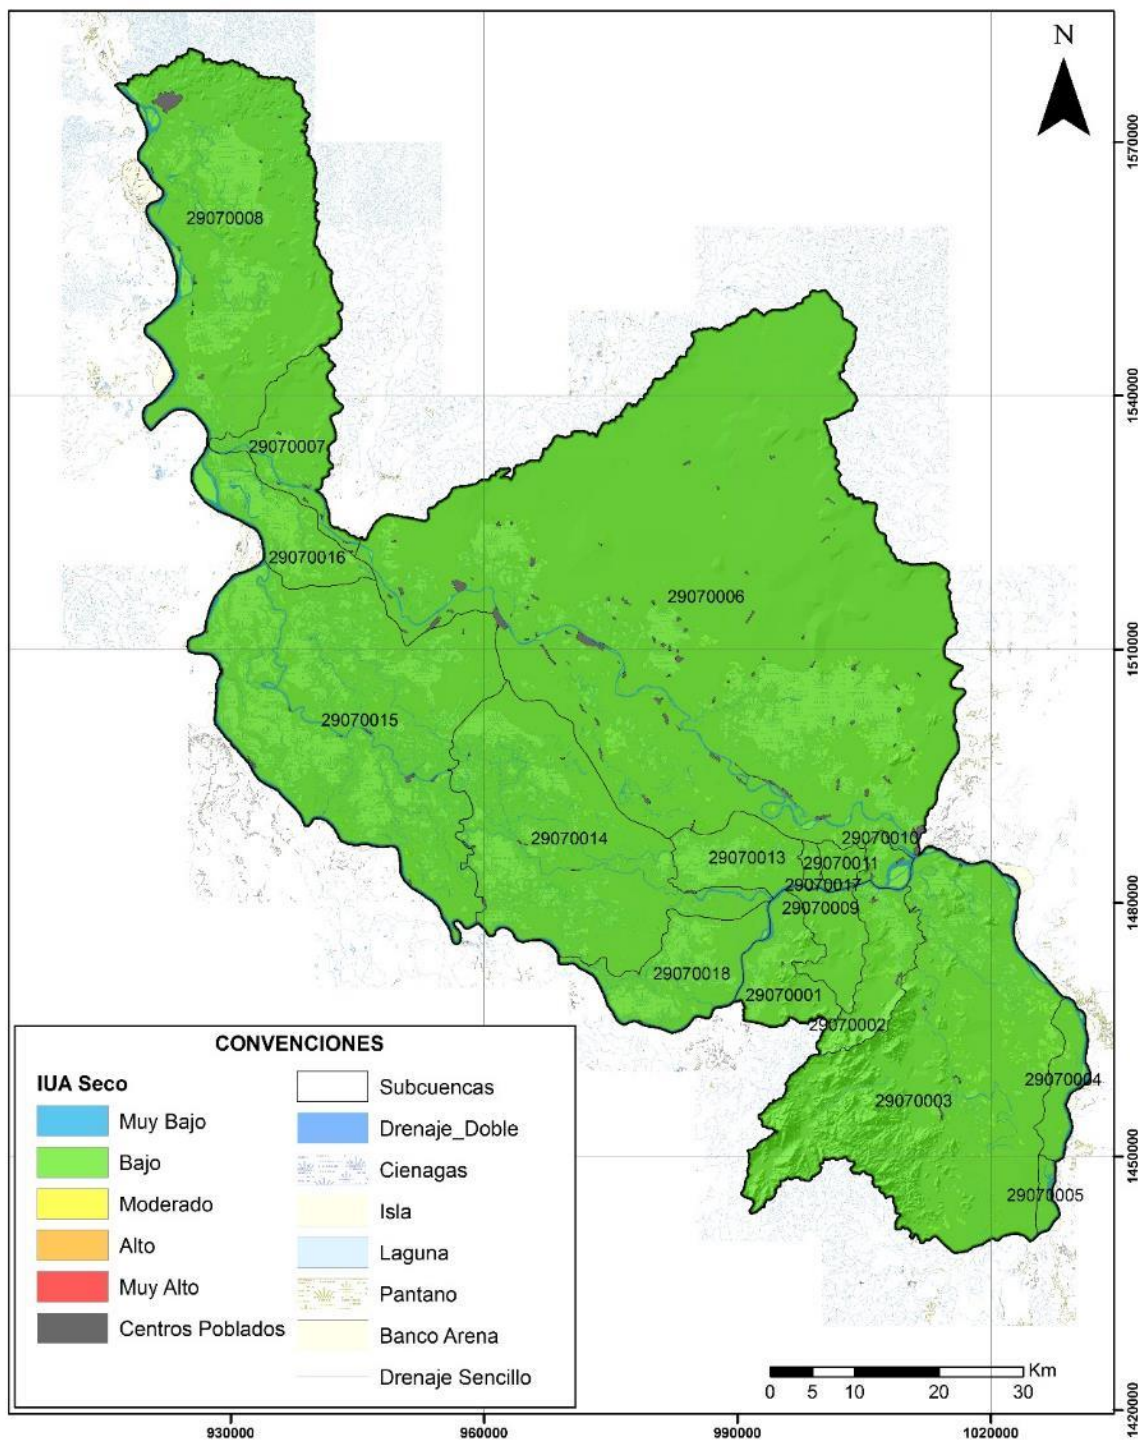 N
1570000
29070008
1540000
29070007
29070016
29070006
1510000
29070015
29070014
29070010
29070013
29070011
29070017
29070009
1480000
29070018
29070001
29070002
29070004
29070003
1450000
29070005
CONVENCIONES
IUA Seco
Muy Bajo
Bajo
Moderado
Alto
Muy Alto
Centros Poblados
Subcuencas
Drenaje_Doble
Cienagas
Isla
Laguna
Pantano
Banco Arena
Drenaje Sencillo
Km
0 5 10 20 30
1420000
930000 960000 990000 1020000